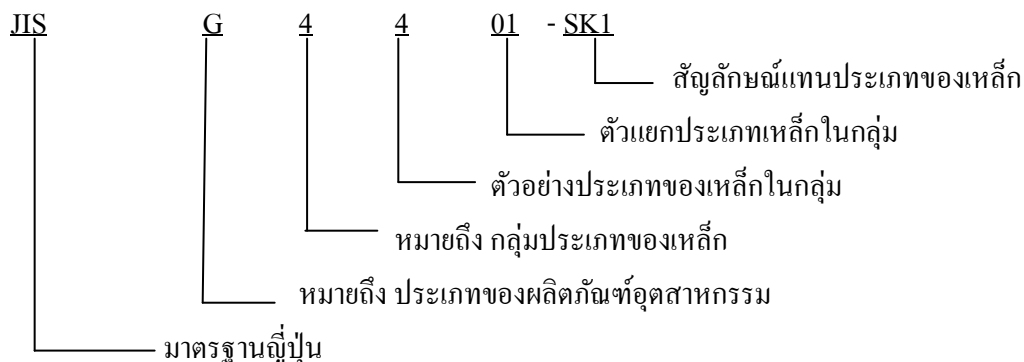 JIS G 4 4 01 - SK1
สัญลักษณ์แทนประเภทของเหล็ก
ตัวแยกประเภทเหล็กในกลุ่ม
ตัวอย่างประเภทของเหล็กในกลุ่ม
หมายถึง กลุ่มประเภทของเหล็ก
หมายถึง ประเภทของผลิตภัณฑ์อุตสาหกรรม
มาตรฐานญี่ปุ่น